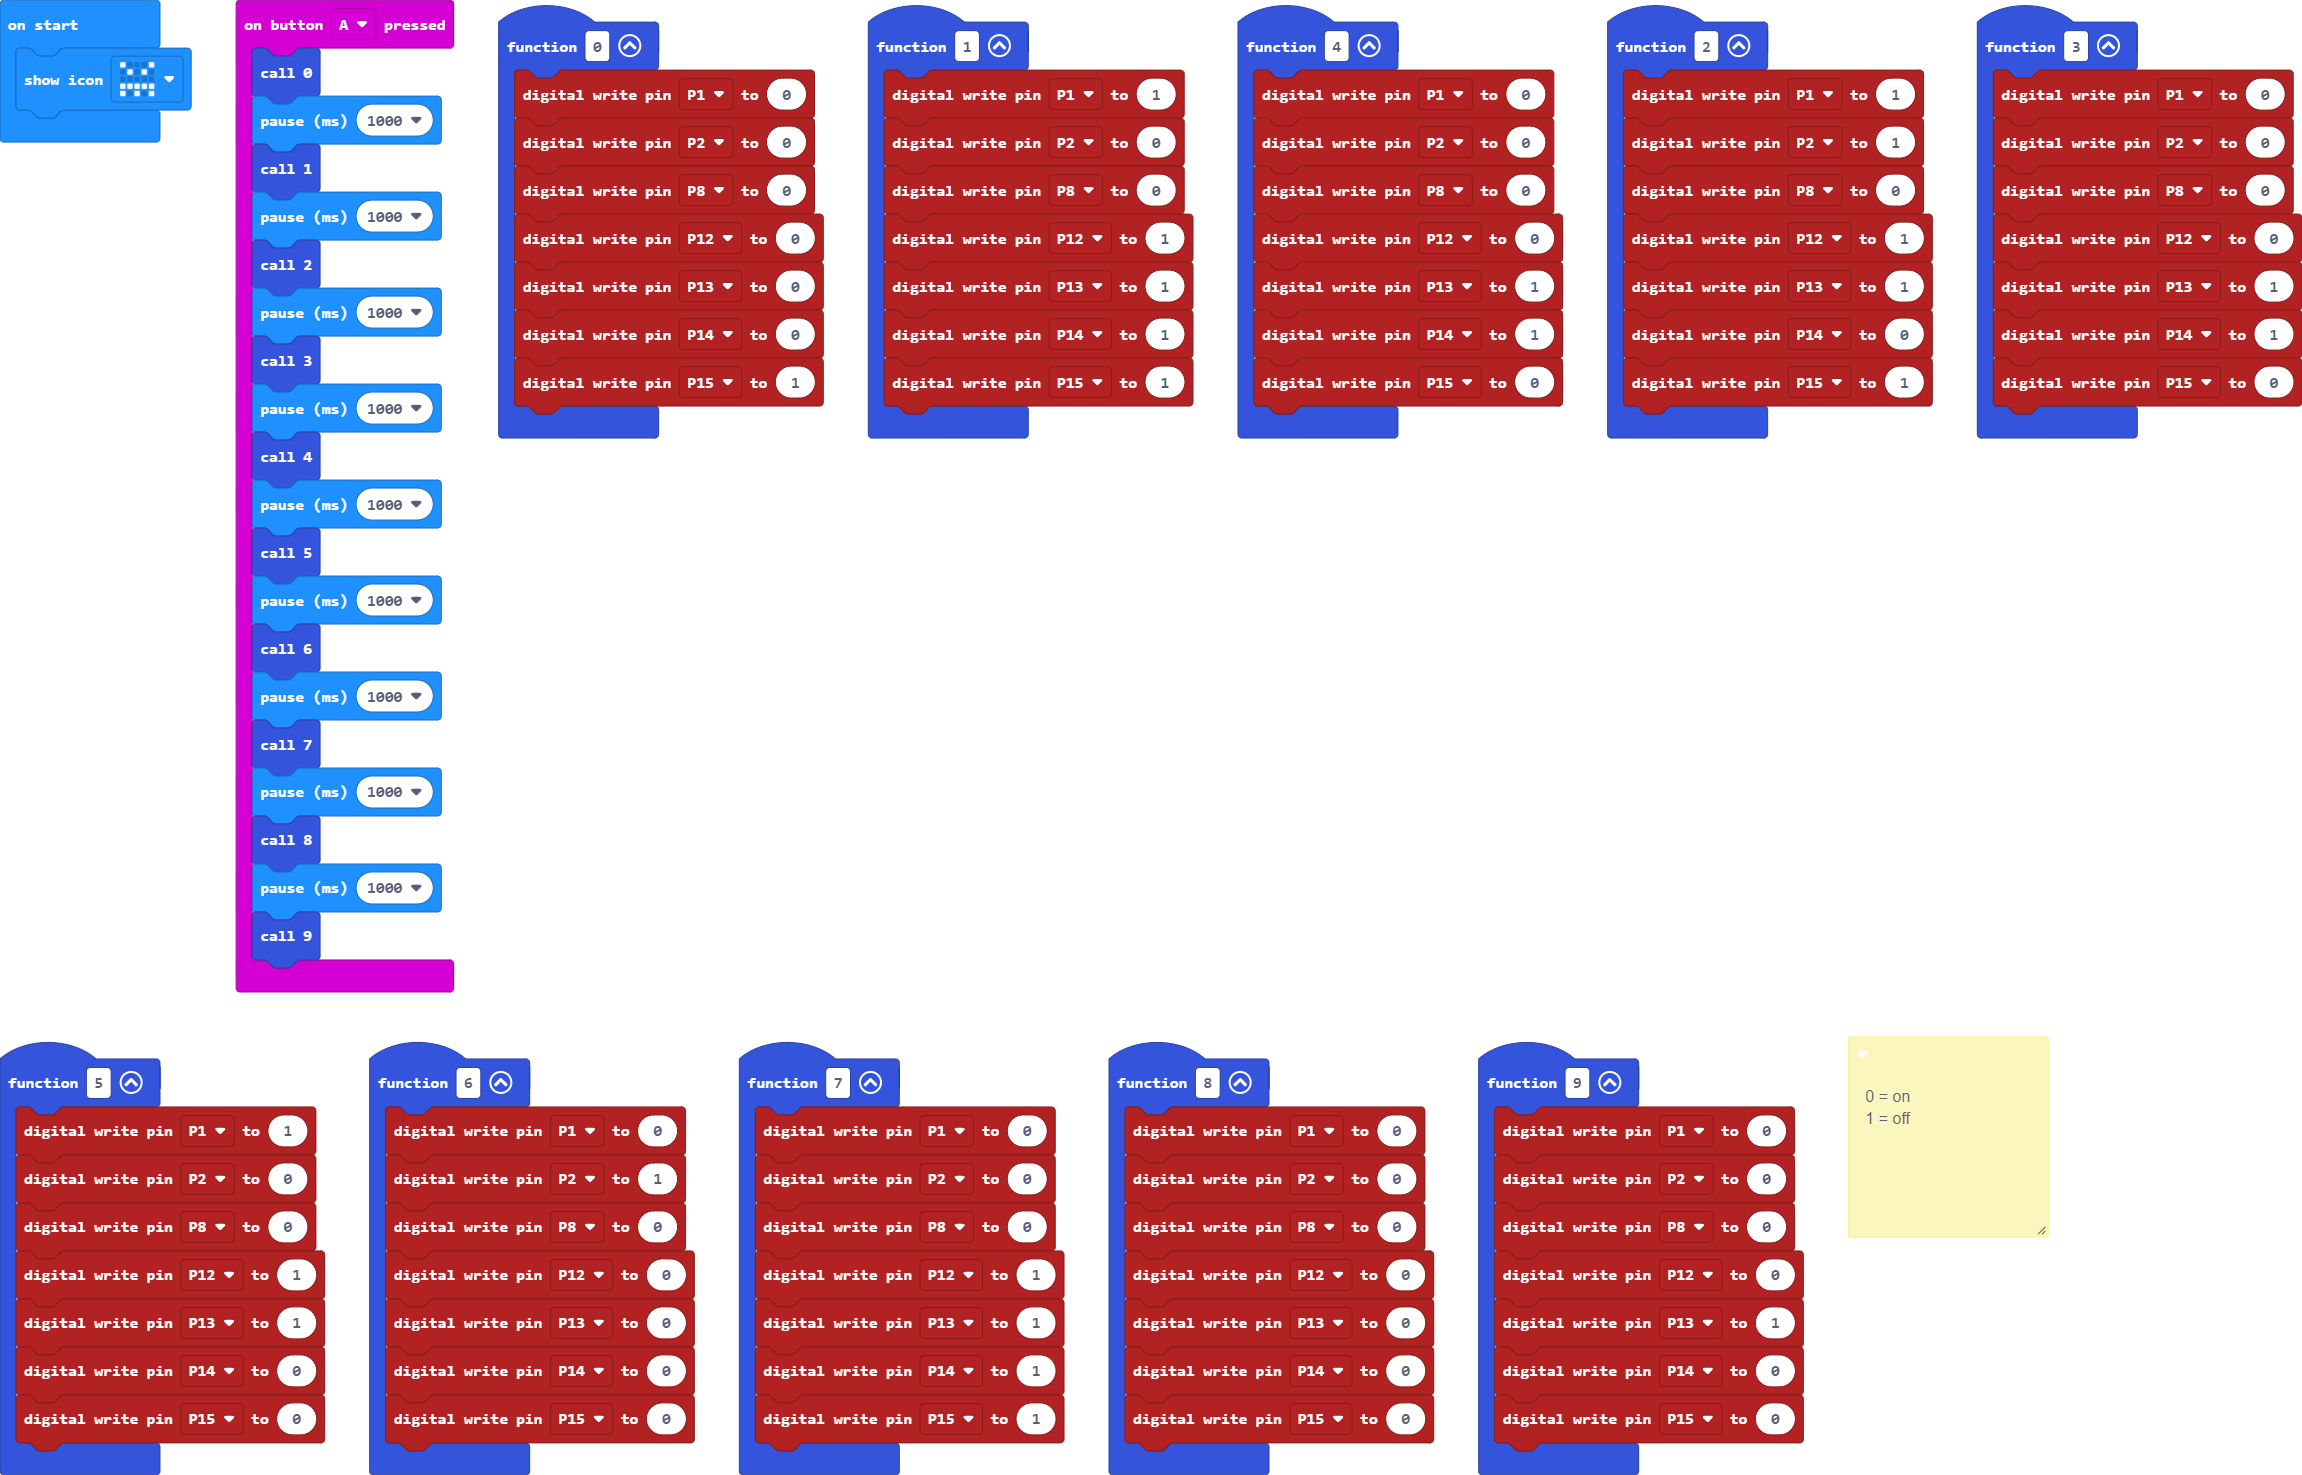 on start
show icon
on button A pressed
call 0
pause (ms) 1000
call 1
pause (ms) 1000
call 2
pause (ms) 1000
call 3
pause (ms) 1000
call 4
pause (ms) 1000
call 5
pause (ms) 1000
call 6
pause (ms) 1000
call 7
pause (ms) 1000
call 8
pause (ms) 1000
call 9
function 0
digital write pin P1 to 0
digital write pin P2 to 0
digital write pin P8 to 0
digital write pin P12 to 0
digital write pin P13 to 0
digital write pin P14 to 0
digital write pin P15 to 1
function 1
digital write pin P1 to 1
digital write pin P2 to 0
digital write pin P8 to 0
digital write pin P12 to 1
digital write pin P13 to 1
digital write pin P14 to 1
digital write pin P15 to 1
function 4
digital write pin P1 to 0
digital write pin P2 to 0
digital write pin P8 to 0
digital write pin P12 to 0
digital write pin P13 to 1
digital write pin P14 to 1
digital write pin P15 to 0
function 2
digital write pin P1 to 1
digital write pin P2 to 1
digital write pin P8 to 0
digital write pin P12 to 1
digital write pin P13 to 1
digital write pin P14 to 0
digital write pin P15 to 1
function 3
digital write pin P1 to 0
digital write pin P2 to 0
digital write pin P8 to 0
digital write pin P12 to 0
digital write pin P13 to 1
digital write pin P14 to 1
digital write pin P15 to 0
function 5
digital write pin P1 to 1
digital write pin P2 to 0
digital write pin P8 to 0
digital write pin P12 to 1
digital write pin P13 to 1
digital write pin P14 to 0
digital write pin P15 to 0
function 6
digital write pin P1 to 0
digital write pin P2 to 1
digital write pin P8 to 0
digital write pin P12 to 0
digital write pin P13 to 0
digital write pin P14 to 0
digital write pin P15 to 0
function 7
digital write pin P1 to 0
digital write pin P2 to 0
digital write pin P8 to 0
digital write pin P12 to 1
digital write pin P13 to 1
digital write pin P14 to 1
digital write pin P15 to 1
function 8
digital write pin P1 to 0
digital write pin P2 to 0
digital write pin P8 to 0
digital write pin P12 to 0
digital write pin P13 to 0
digital write pin P14 to 0
digital write pin P15 to 0
function 9
digital write pin P1 to 0
digital write pin P2 to 0
digital write pin P8 to 0
digital write pin P12 to 0
digital write pin P13 to 1
digital write pin P14 to 0
digital write pin P15 to 0
0 = on
1 = off